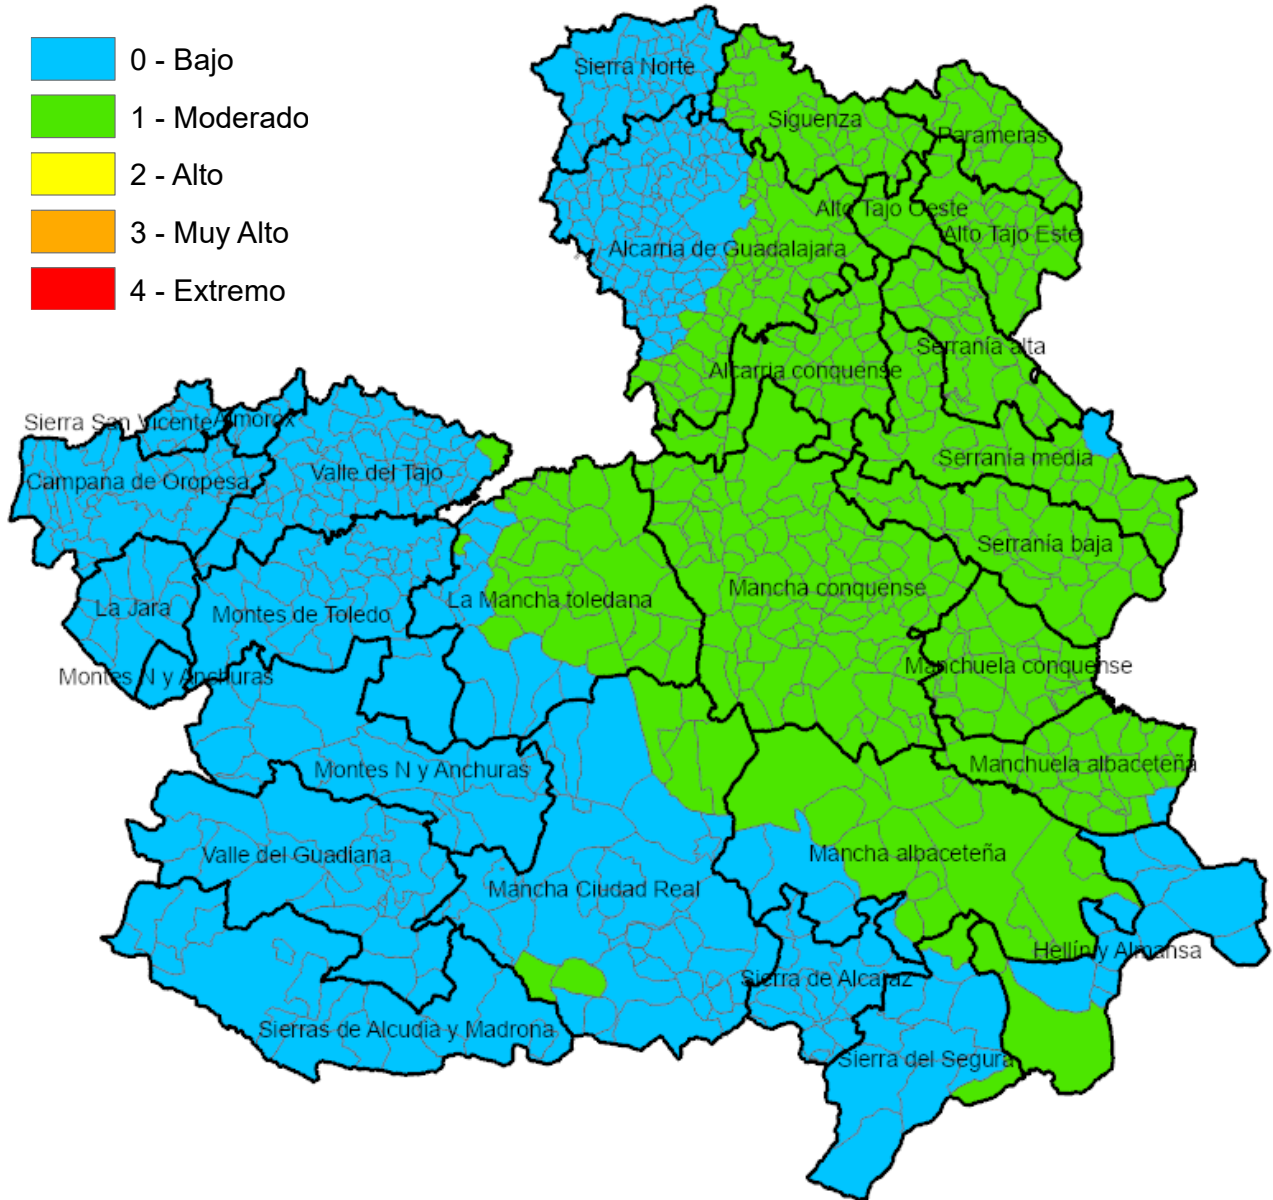 0 - Bajo
1 - Moderado
2 - Alto
3 - Muy Alto
4 - Extremo
Sierra Norte
Siguenza
Parameras
Alto Tajo Oeste
Alto Tajo Este
Alcarria de Guadalajara
Serranía alta
Alcarria conquense
Sierra San Vicente
Almorox
Serranía media
Valle del Tajo
Campana de Oropesa
Serranía baja
Mancha conquense
La Mancha toledana
La Jara
Montes de Toledo
Manchuela conquense
Montes N y Anchuras
Manchuela albaceteña
Montes N y Anchuras
Mancha albaceteña
Valle del Guadiana
Mancha Ciudad Real
Hellín y Almansa
Sierra de Alcaraz
Sierras de Alcudia y Madrona
Sierra del Segura